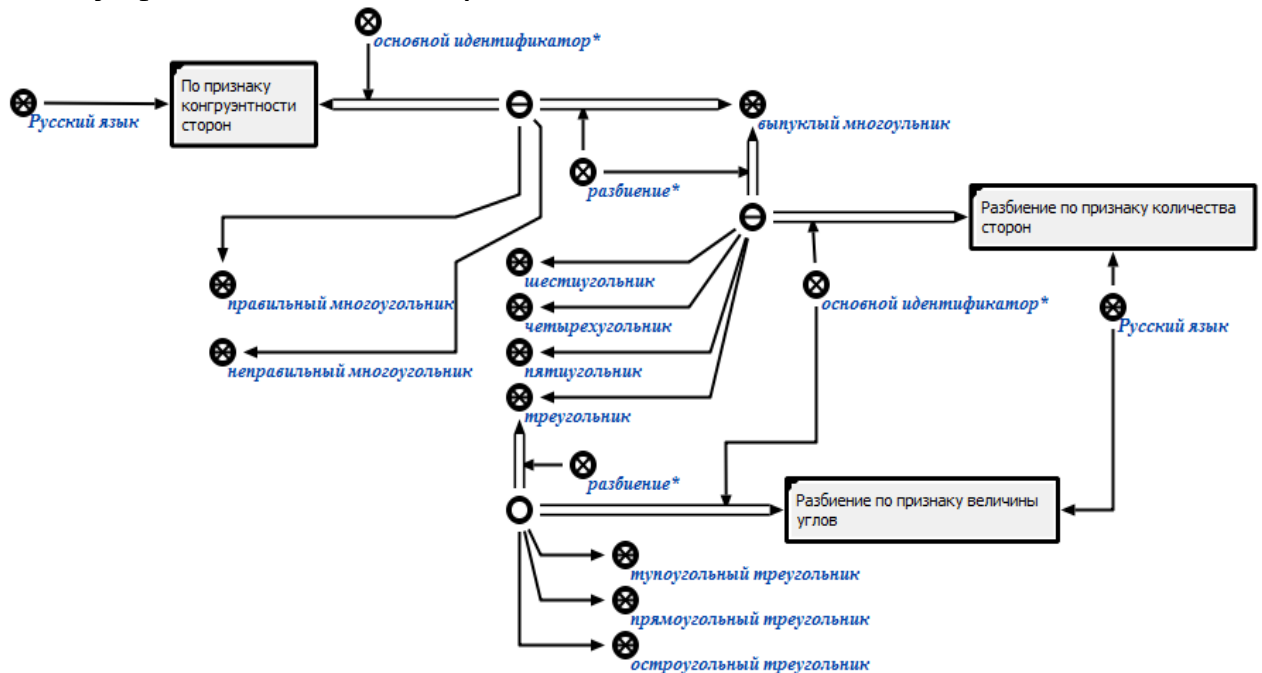 основной идентификатор*
По признаку
конгруэнтности
сторон
Русский язык
выпуклый многоульник
разбиение*
Разбиение по признаку количества
сторон
шестиугольник
правильный многоугольник
основной идентификатор*
четырехугольник
Русский язык
неправильный многоугольник
пятиугольник
треугольник
разбиение*
Разбиение по признаку величины
углов
тупоугольный треугольник
прямоугольный треугольник
остроугольный треугольник